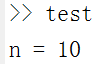 >> test
n = 10